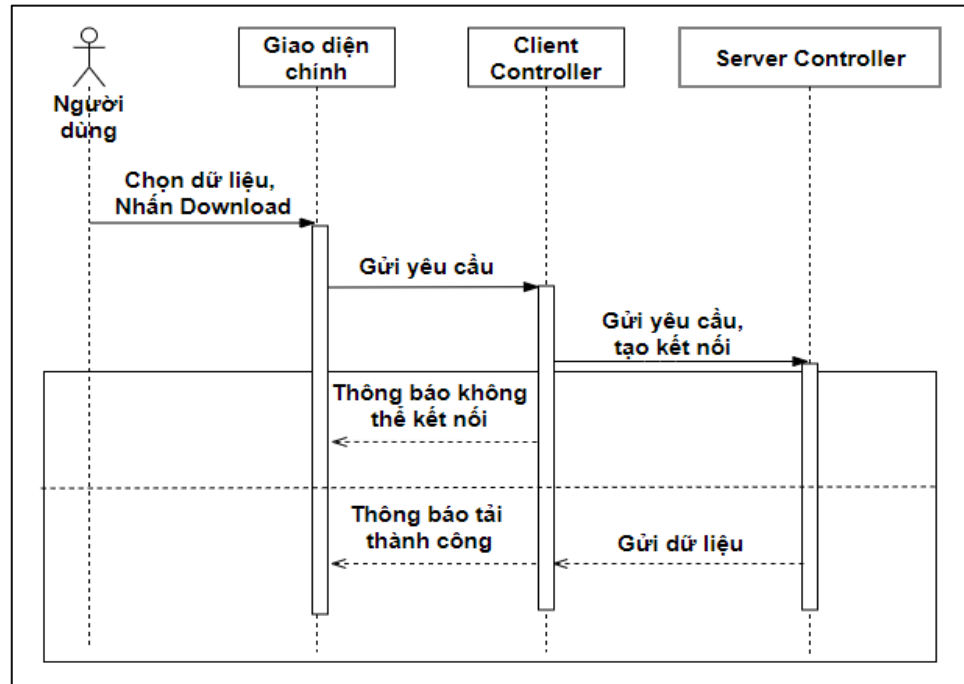 Giao diện
chính
Client
Controller
Server Controller
Người
dùng
Chọn dữ liệu,
Nhấn Download
Gửi yêu cầu
Gửi yêu cầu,
tạo kết nối
Thông báo không
thể kết nối
Thông báo tải
thành công
Gửi dữ liệu